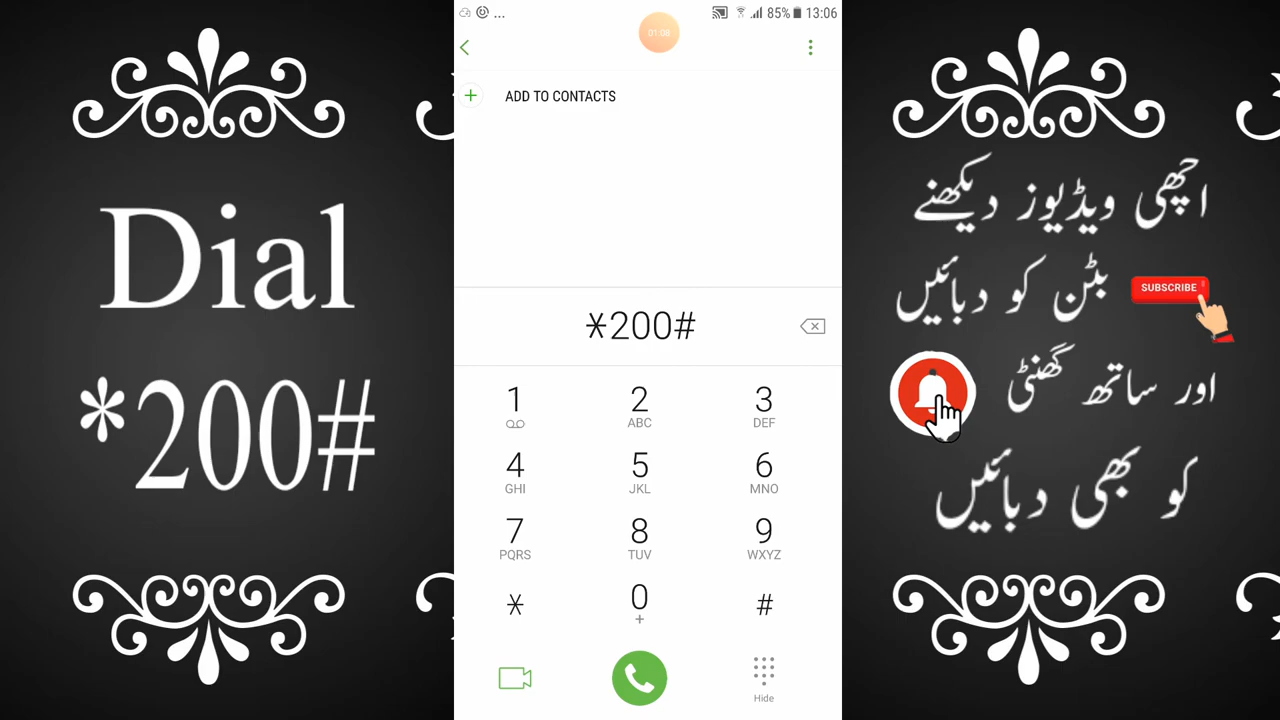 Dial
*200#
... 85% 13:06
01:08
ADD TO CONTACTS
*200#
1 2 3
ABC DEF
4 5 6
GHI JKL MNO
7 8 9
PQRS TUV WXYZ
* 0 #
+
Hide
اچھی ویڈیوز دیکھنے
SUBSCRIBE بٹن کو دبائیں
اور ساتھ گھنٹی
کو بھی دبائیں